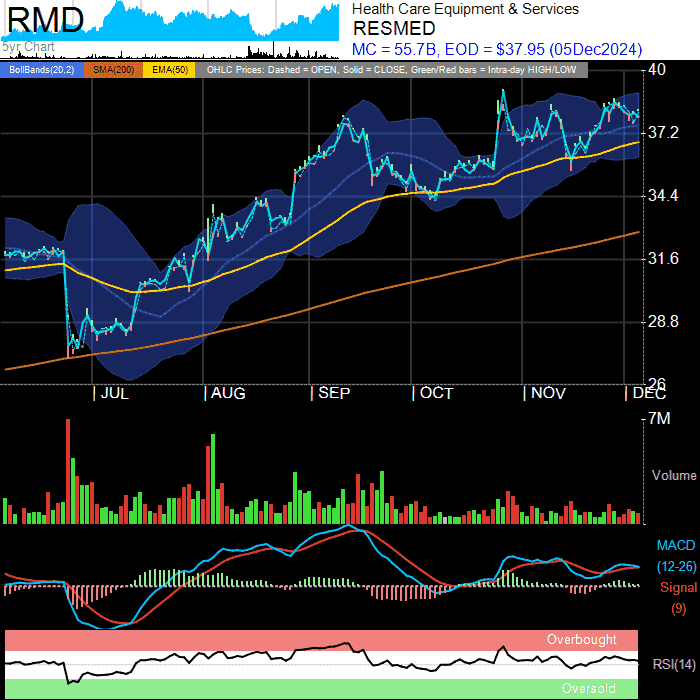 RMD
5yr Chart
Health Care Equipment & Services
RESMED
MC = 55.7B, EOD = $37.95 (05Dec2024)
BollBands(20,2) SMA(200) EMA(50) OHLC Prices: Dashed = OPEN, Solid = CLOSE, Green/Red bars = Intra-day HIGH/LOW
40
37.2
34.4
31.6
28.8
26
| JUL | AUG | SEP | OCT | NOV | DEC
7M
Volume
MACD
(12-26)
Signal
(9)
Overbought
RSI(14)
Oversold